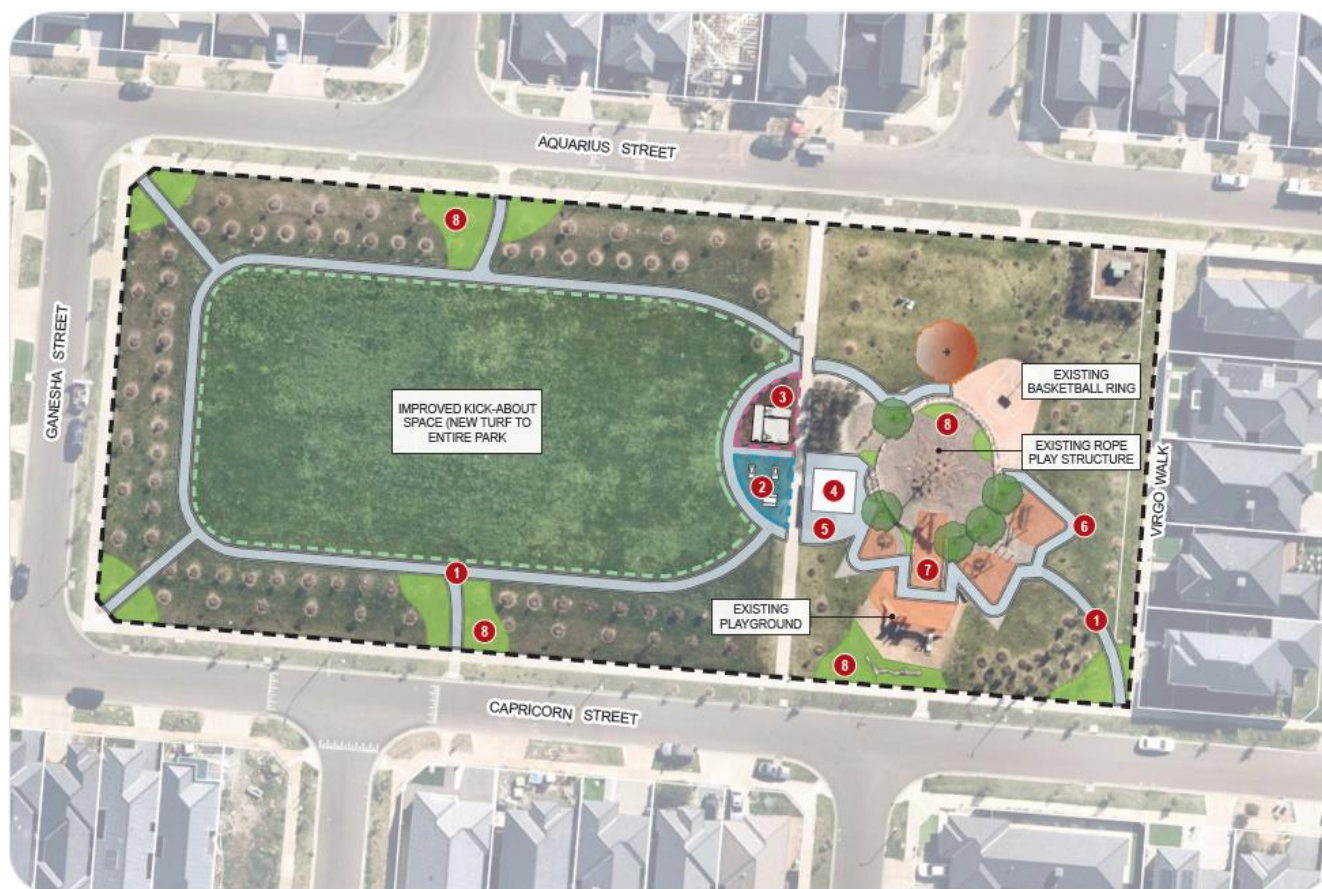 AQUARIUS STREET
8
GANESHA STREET
3
EXISTING
BASKETBALL RING
IMPROVED KICK-ABOUT
SPACE (NEW TURF TO
ENTIRE PARK
8
EXISTING ROPE
PLAY STRUCTURE
2
4
5
6
VIRGO WALK
1
7
EXISTING
PLAYGROUND
1
8
8
CAPRICORN STREET